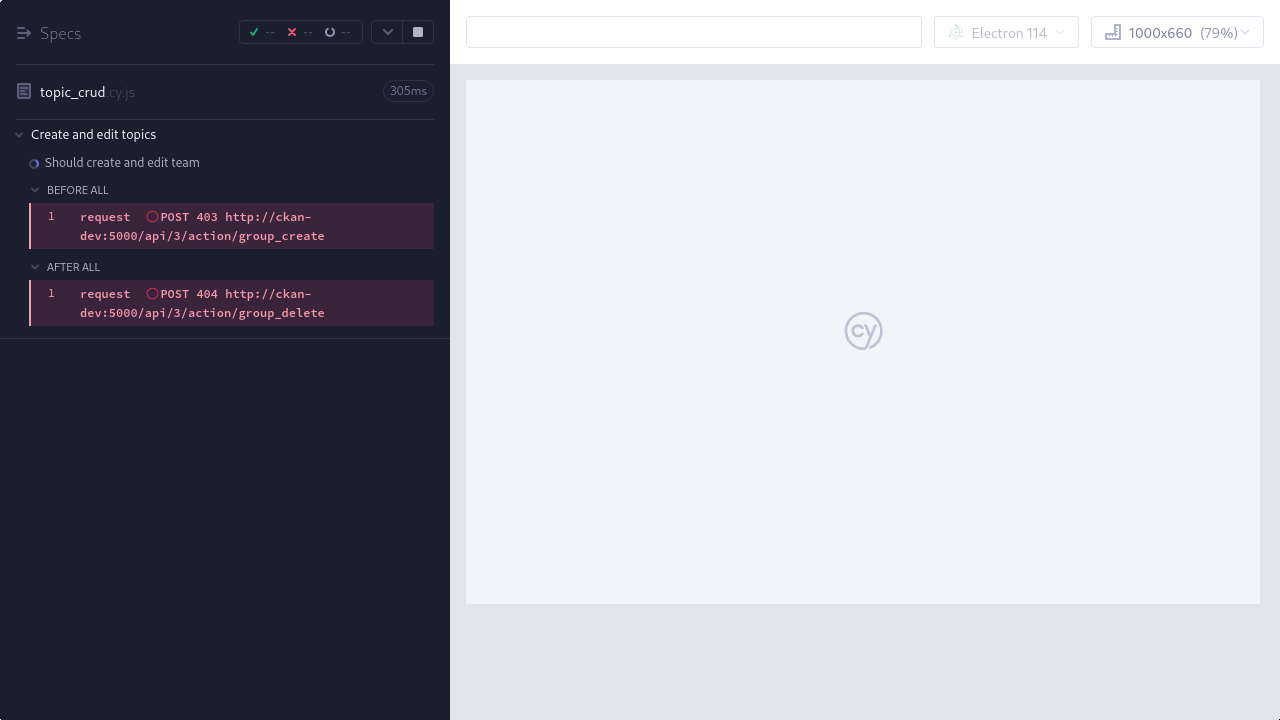 Specs
-- -- --
Electron 114
1000x660 (79%)
topic_crud.cy.js
305ms
Create and edit topics
Should create and edit team
BEFORE ALL
1 request POST 403 http://ckan-
dev:5000/api/3/action/group_create
AFTER ALL
1 request POST 404 http://ckan-
dev:5000/api/3/action/group_delete
cy